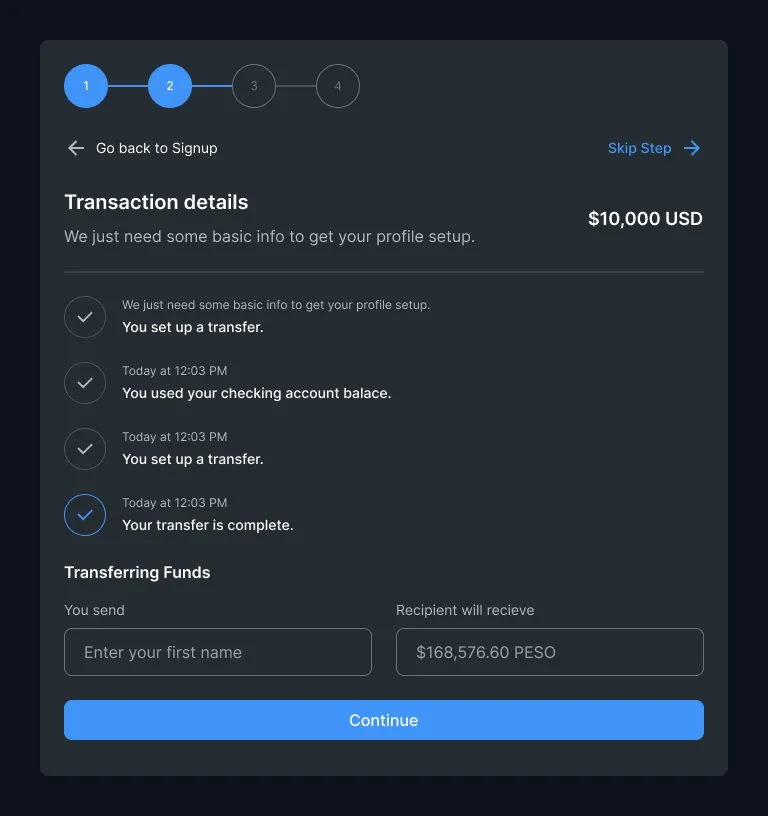 1 2 3 4
Go back to Signup
Skip Step
Transaction details
$10,000 USD
We just need some basic info to get your profile setup.
We just need some basic info to get your profile setup.
You set up a transfer.
Today at 12:03 PM
You used your checking account balace.
Today at 12:03 PM
You set up a transfer.
Today at 12:03 PM
Your transfer is complete.
Transferring Funds
You send
Recipient will recieve
Enter your first name
$168,576.60 PESO
Continue